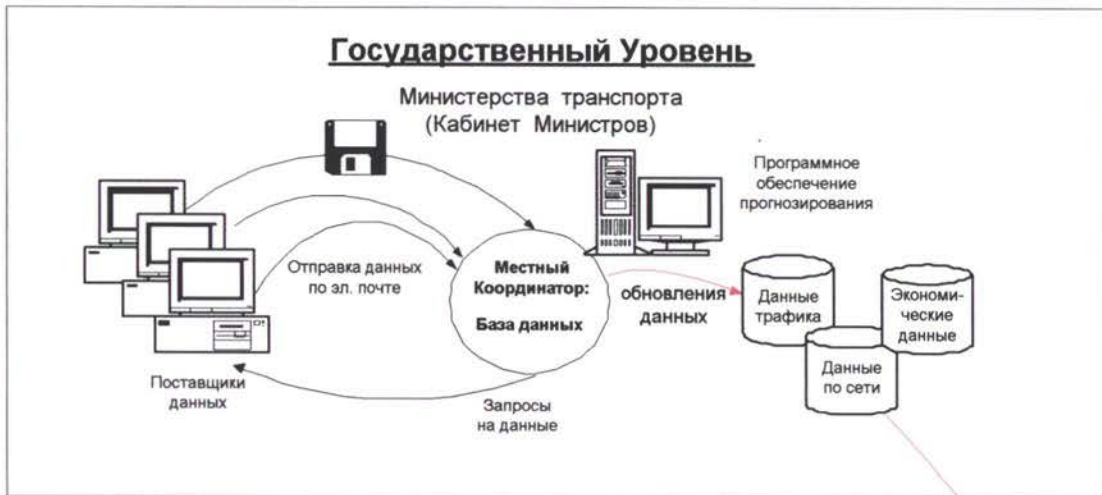 Государственный Уровень
Министерства транспорта
(Кабинет Министров)
Программное
обеспечение
прогнозирования
Отправка данных
по эл. почте
Местный
Координатор:
База данных
обновления
данных
Данные
трафика
Экономи-
ческие
данные
Данные
по сети
Поставщики
данных
Запросы
на данные